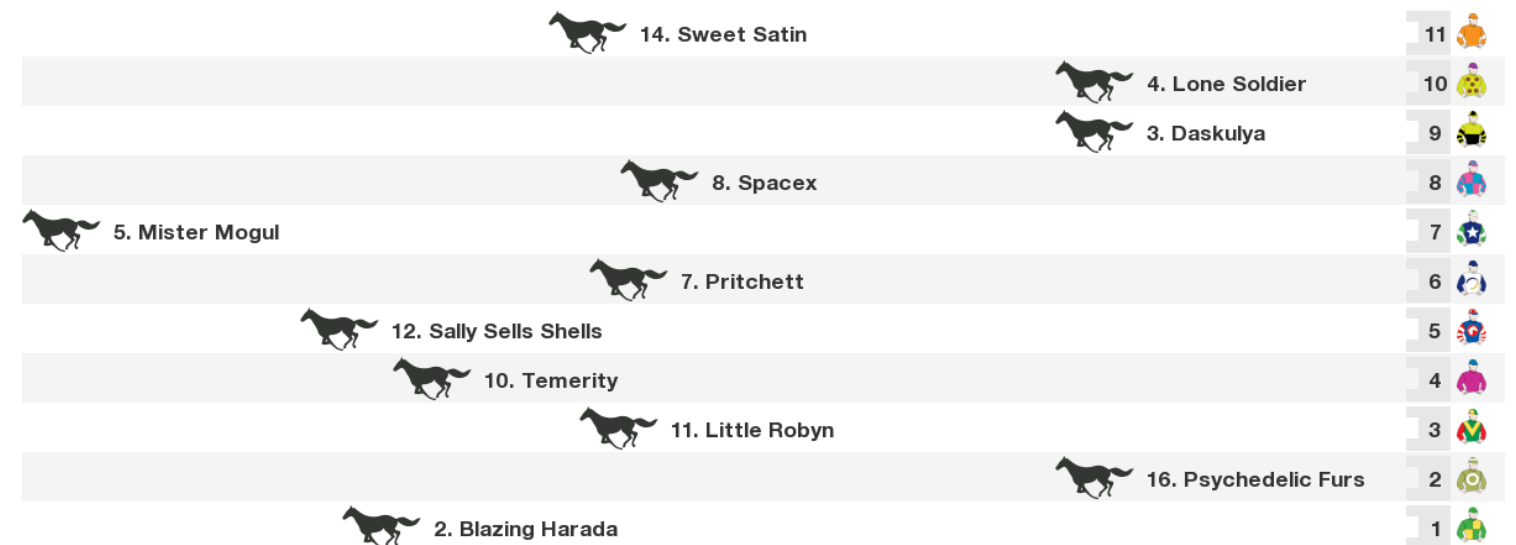 14. Sweet Satin 11
4. Lone Soldier 10
3. Daskulya 9
8. Spacex 8
5. Mister Mogul 7
7. Pritchett 6
12. Sally Sells Shells 5
10. Temerity 4
11. Little Robyn 3
16. Psychedelic Furs 2
2. Blazing Harada 1